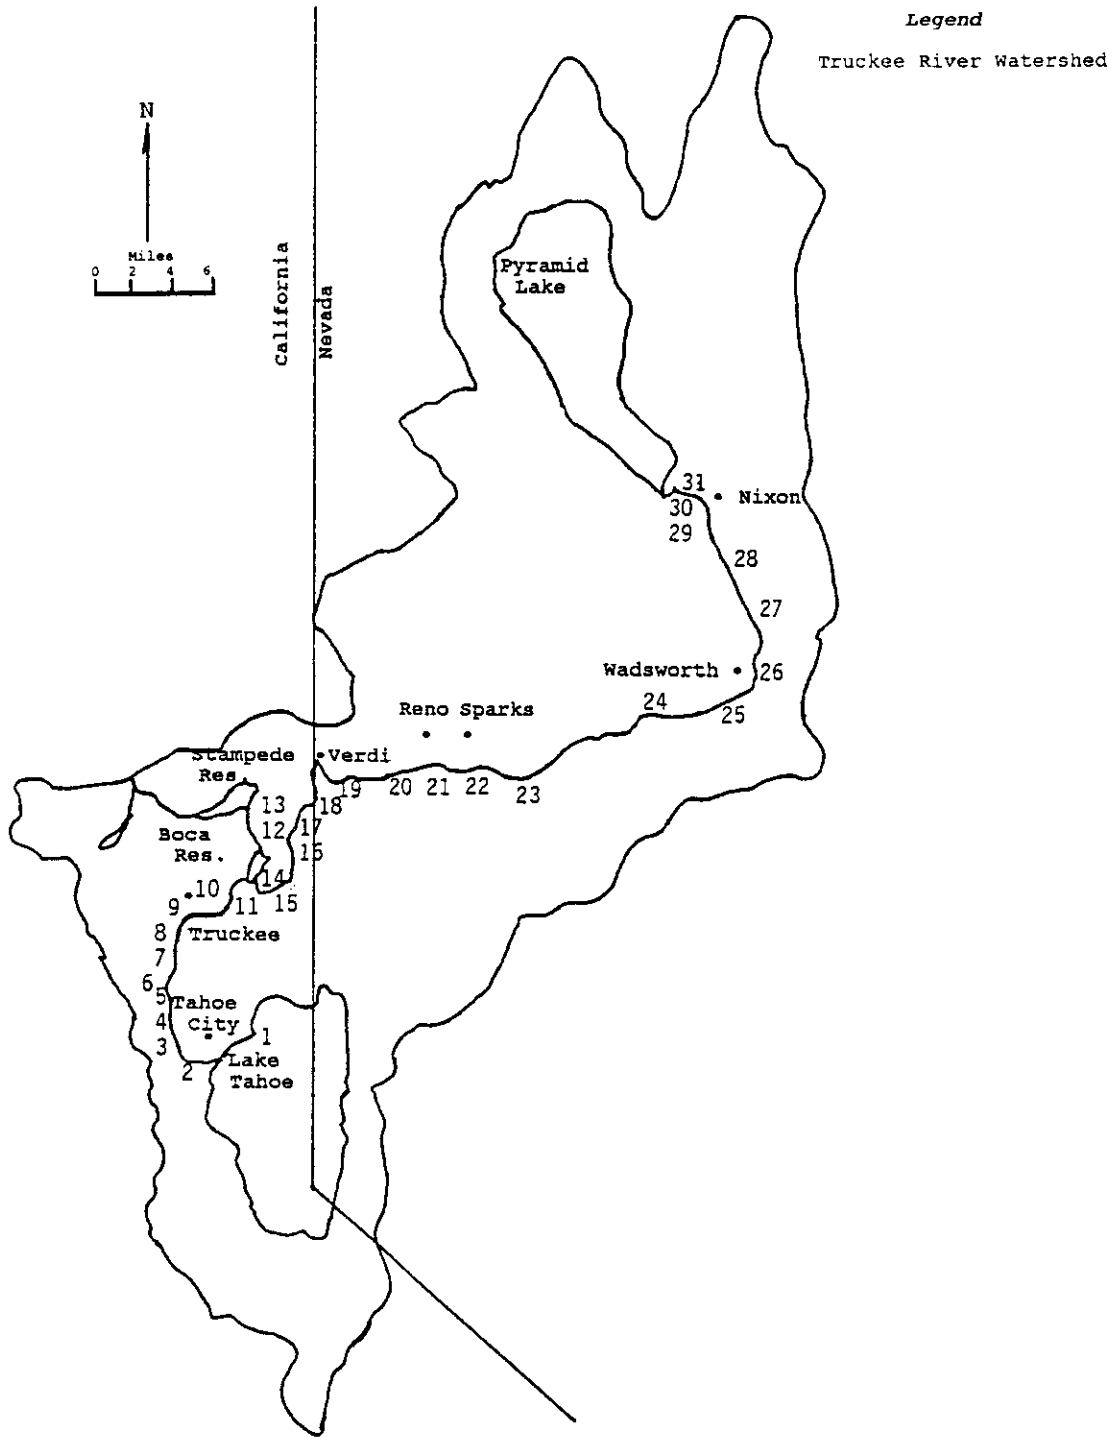 Legend
Truckee River Watershed
N
Miles
0 2 4 6
California
Nevada
Pyramid
Lake
31
Nixon
30
29
28
27
Wadsworth
26
24
25
Reno Sparks
Verdi
Stampede
Res.
19
20
21
22
23
13
18
12
17
Boca
Res.
16
14
10
15
9
11
8
Truckee
7
6
5
Tahoe
City
4
1
3
Lake
Tahoe
2